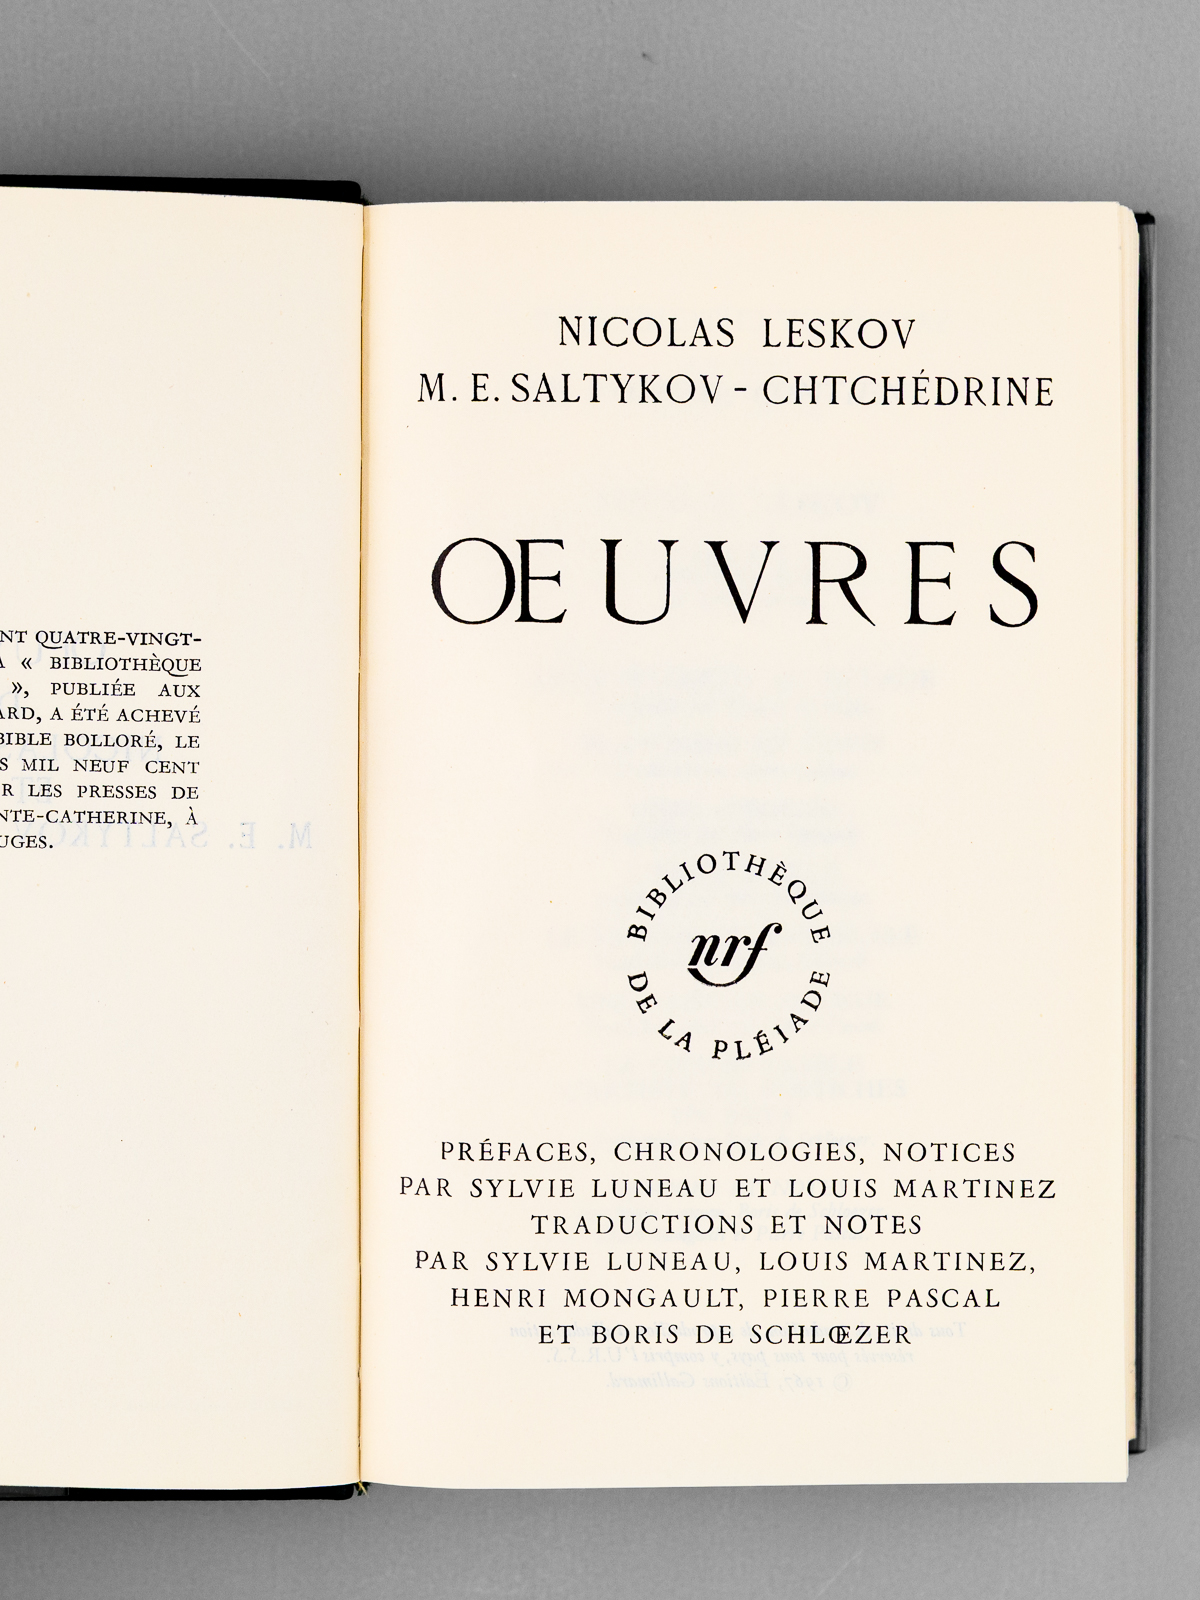 NT QUATRE-VINGT-
« BIBLIOTHÈQUE
», PUBLIÉE AUX
ARD, A ÉTÉ ACHEVÉ
BIBLE BOLLORÉ, LE
S MIL NEUF CENT
R LES PRESSES DE
NTE-CATHERINE, À
UGES.
NICOLAS LESKOV
M. E. SALTYKOV - CHTCHÉDRINE
ŒUVRES
BIBLIOTHÈQUE
nrf
DE LA PLÉIADE
PRÉFACES, CHRONOLOGIES, NOTICES
PAR SYLVIE LUNEAU ET LOUIS MARTINEZ
TRADUCTIONS ET NOTES
PAR SYLVIE LUNEAU, LOUIS MARTINEZ,
HENRI MONGAULT, PIERRE PASCAL
ET BORIS DE SCHLŒZER